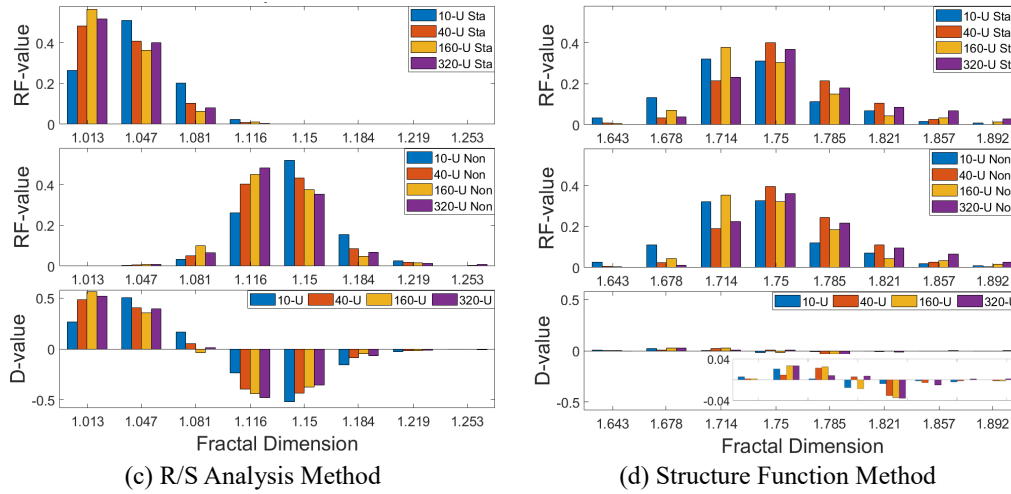 10-U Sta
40-U Sta
160-U Sta
320-U Sta
RF-value
0.4
0.2
0
1.013 1.047 1.081 1.116 1.15 1.184 1.219 1.253
10-U Non
40-U Non
160-U Non
320-U Non
RF-value
0.4
0.2
0
1.013 1.047 1.081 1.116 1.15 1.184 1.219 1.253
10-U 40-U 160-U 320-U
D-value
0.5
0
-0.5
1.013 1.047 1.081 1.116 1.15 1.184 1.219 1.253
Fractal Dimension
(c) R/S Analysis Method
10-U Sta
40-U Sta
160-U St
320-U St
RF-value
0.4
0.2
0
1.643 1.678 1.714 1.75 1.785 1.821 1.857 1.892
10-U Non
40-U Non
160-U No
320-U No
RF-value
0.4
0.2
0
1.643 1.678 1.714 1.75 1.785 1.821 1.857 1.892
10-U 40-U 160-U 320-U
D-value
0.5
0
-0.5
0.04
-0.04
1.643 1.678 1.714 1.75 1.785 1.821 1.857 1.892
Fractal Dimension
(d) Structure Function Method